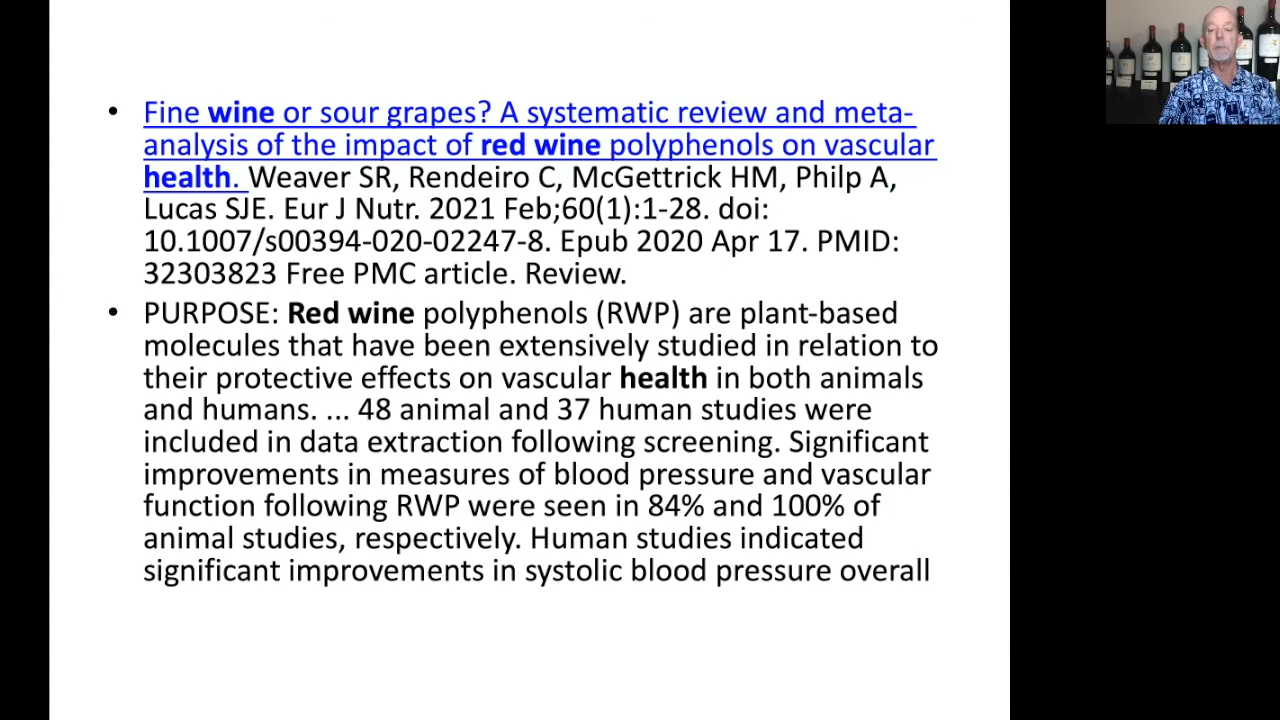 • Fine wine or sour grapes? A systematic review and meta-
analysis of the impact of red wine polyphenols on vascular
health. Weaver SR, Rendeiro C, McGettrick HM, Philp A,
Lucas SJE. Eur J Nutr. 2021 Feb;60(1):1-28. doi:
10.1007/s00394-020-02247-8. Epub 2020 Apr 17. PMID:
32303823 Free PMC article. Review.
• PURPOSE: Red wine polyphenols (RWP) are plant-based
molecules that have been extensively studied in relation to
their protective effects on vascular health in both animals
and humans. ... 48 animal and 37 human studies were
included in data extraction following screening. Significant
improvements in measures of blood pressure and vascular
function following RWP were seen in 84% and 100% of
animal studies, respectively. Human studies indicated
significant improvements in systolic blood pressure overall